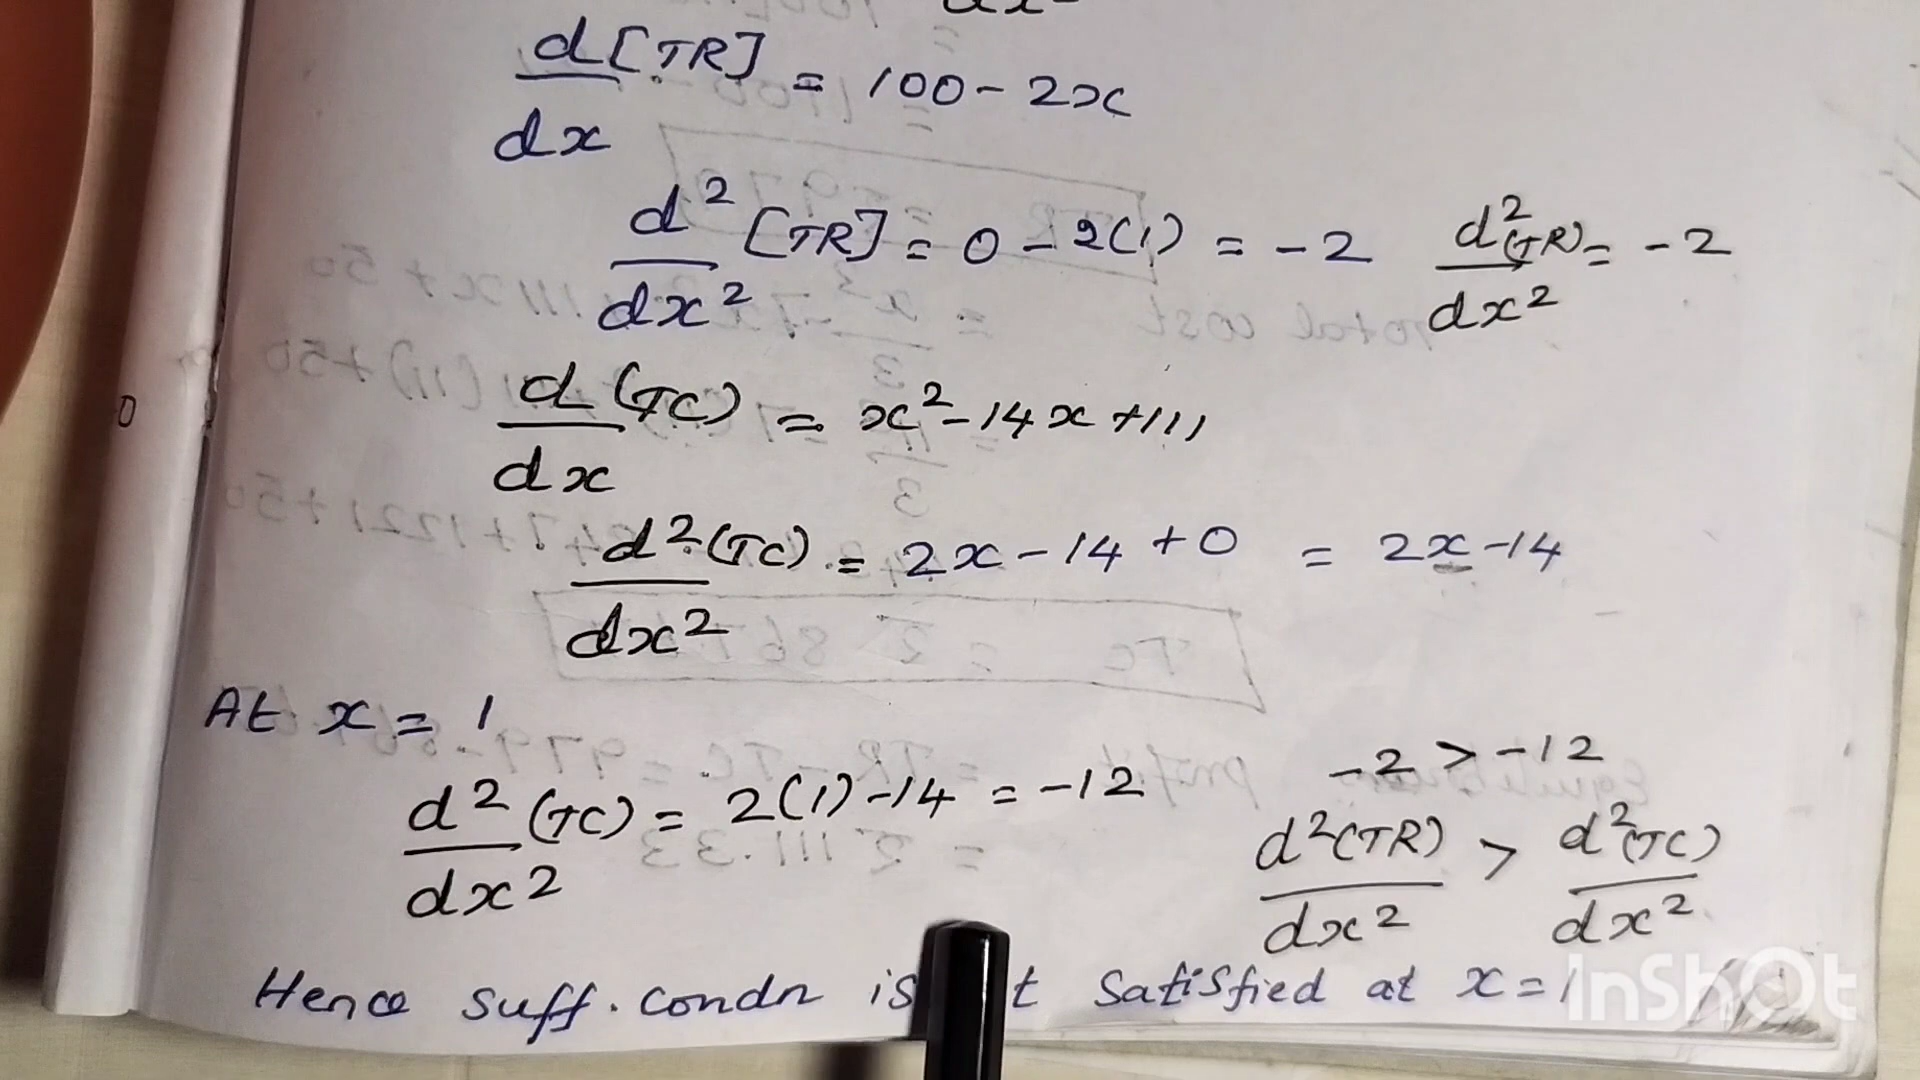 d[TR]/dx = 100 - 2x
d²/dx² [TR] = 0 - 2(1) = -2   d²(TR)/dx² = -2
d/dx (TC) = x² - 14x + 111
d²(TC)/dx² = 2x - 14 + 0 = 2x - 14
At x = 1
d²/dx² (TC) = 2(1) - 14 = -12
-2 > -12
d²(TR)/dx² > d²(TC)/dx²
Hence suff. condn is t satisfied at x = 1
InShOt